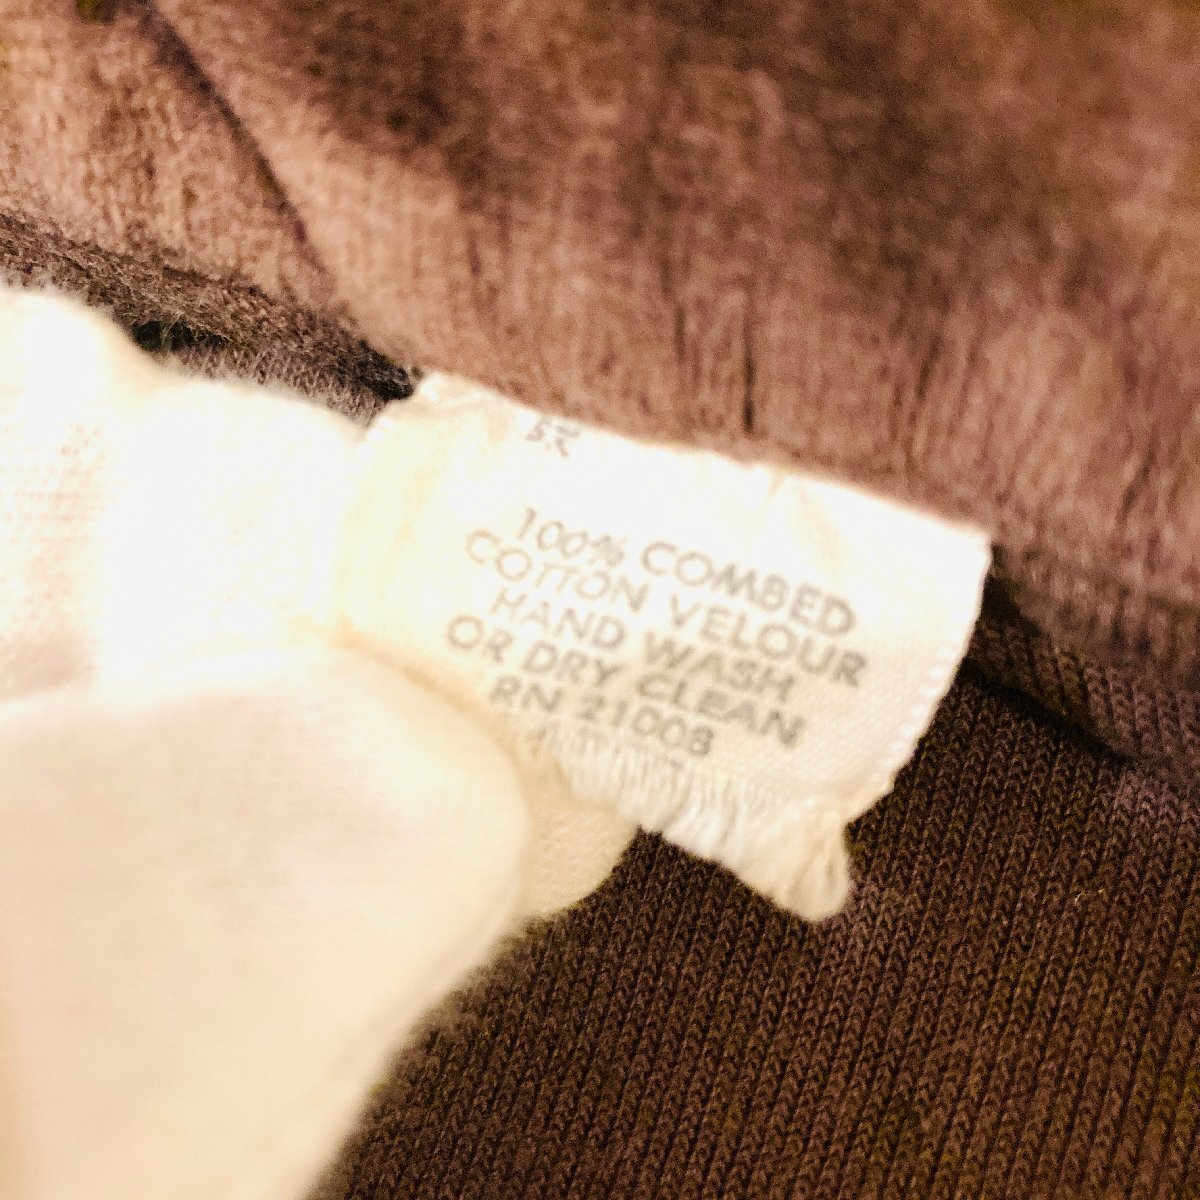 100% COMBED
COTTON VELOUR
HAND WASH
OR DRY CLEAN
RN 21008